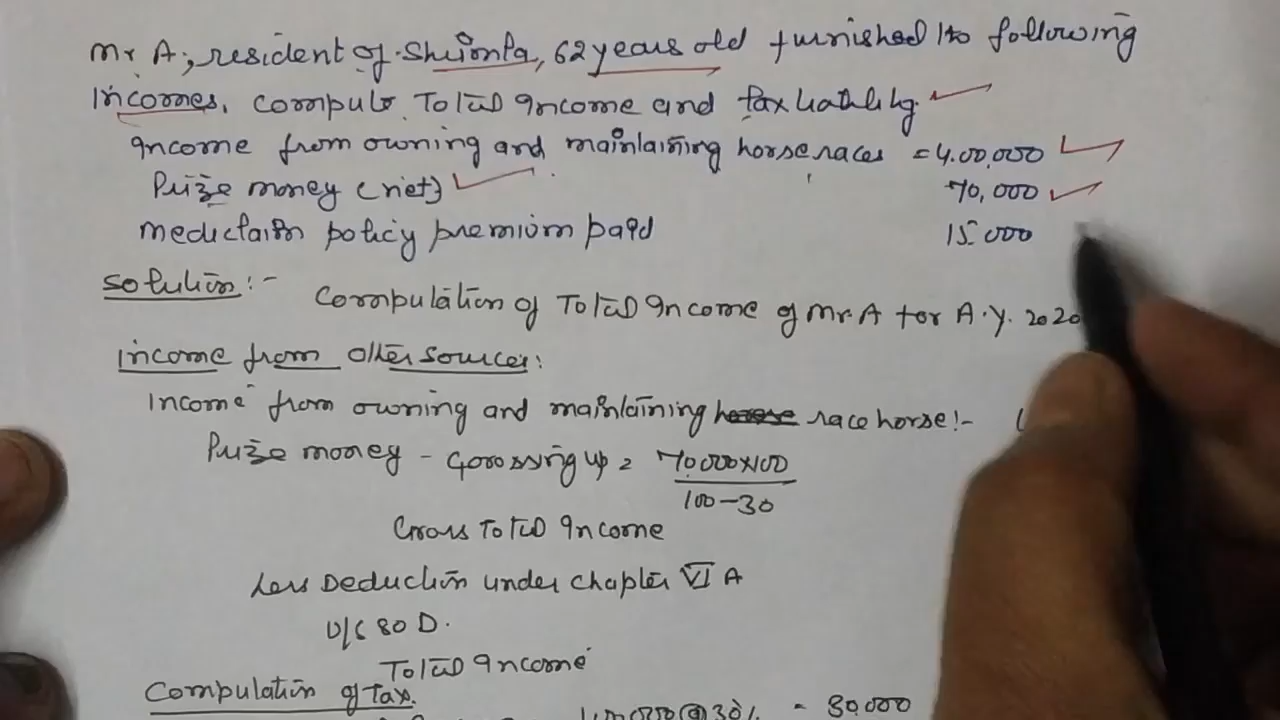 Mr A, resident of Shimla, 62 years old furnished its following
incomes. Compute Total Income and tax liability.
Income from owning and maintaining horse races = 4,00,000
Prize money (net) 70,000
Mediclaim policy premium paid 15000
Solution:-
Computation of Total Income of Mr. A for A.Y. 2020
Income from other sources:
Income from owning and maintaining race horse:-
Prize money - Grossing up = 70,000x100
100-30
Gross Total Income
Less Deduction under chapter VI A
U/S 80 D.
Total Income
Computation of tax.
@30% = 30,000